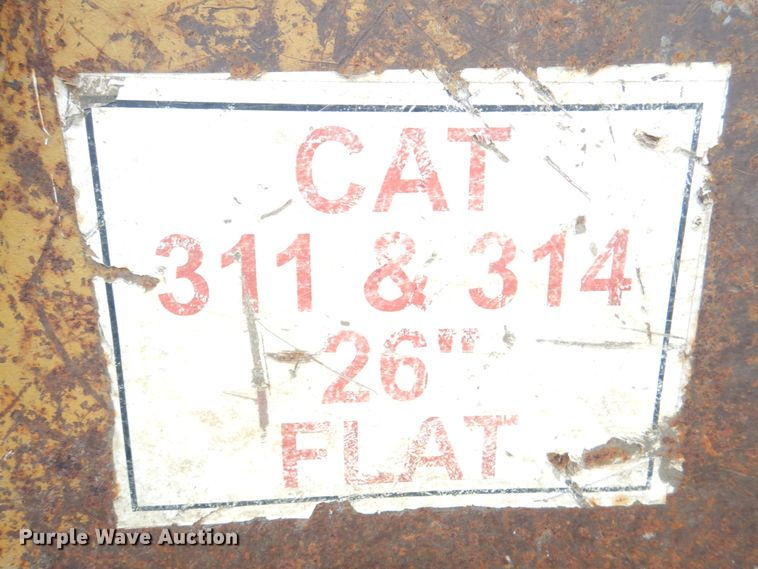 CAT
311 & 314
26"
FLAT
Purple Wave Auction